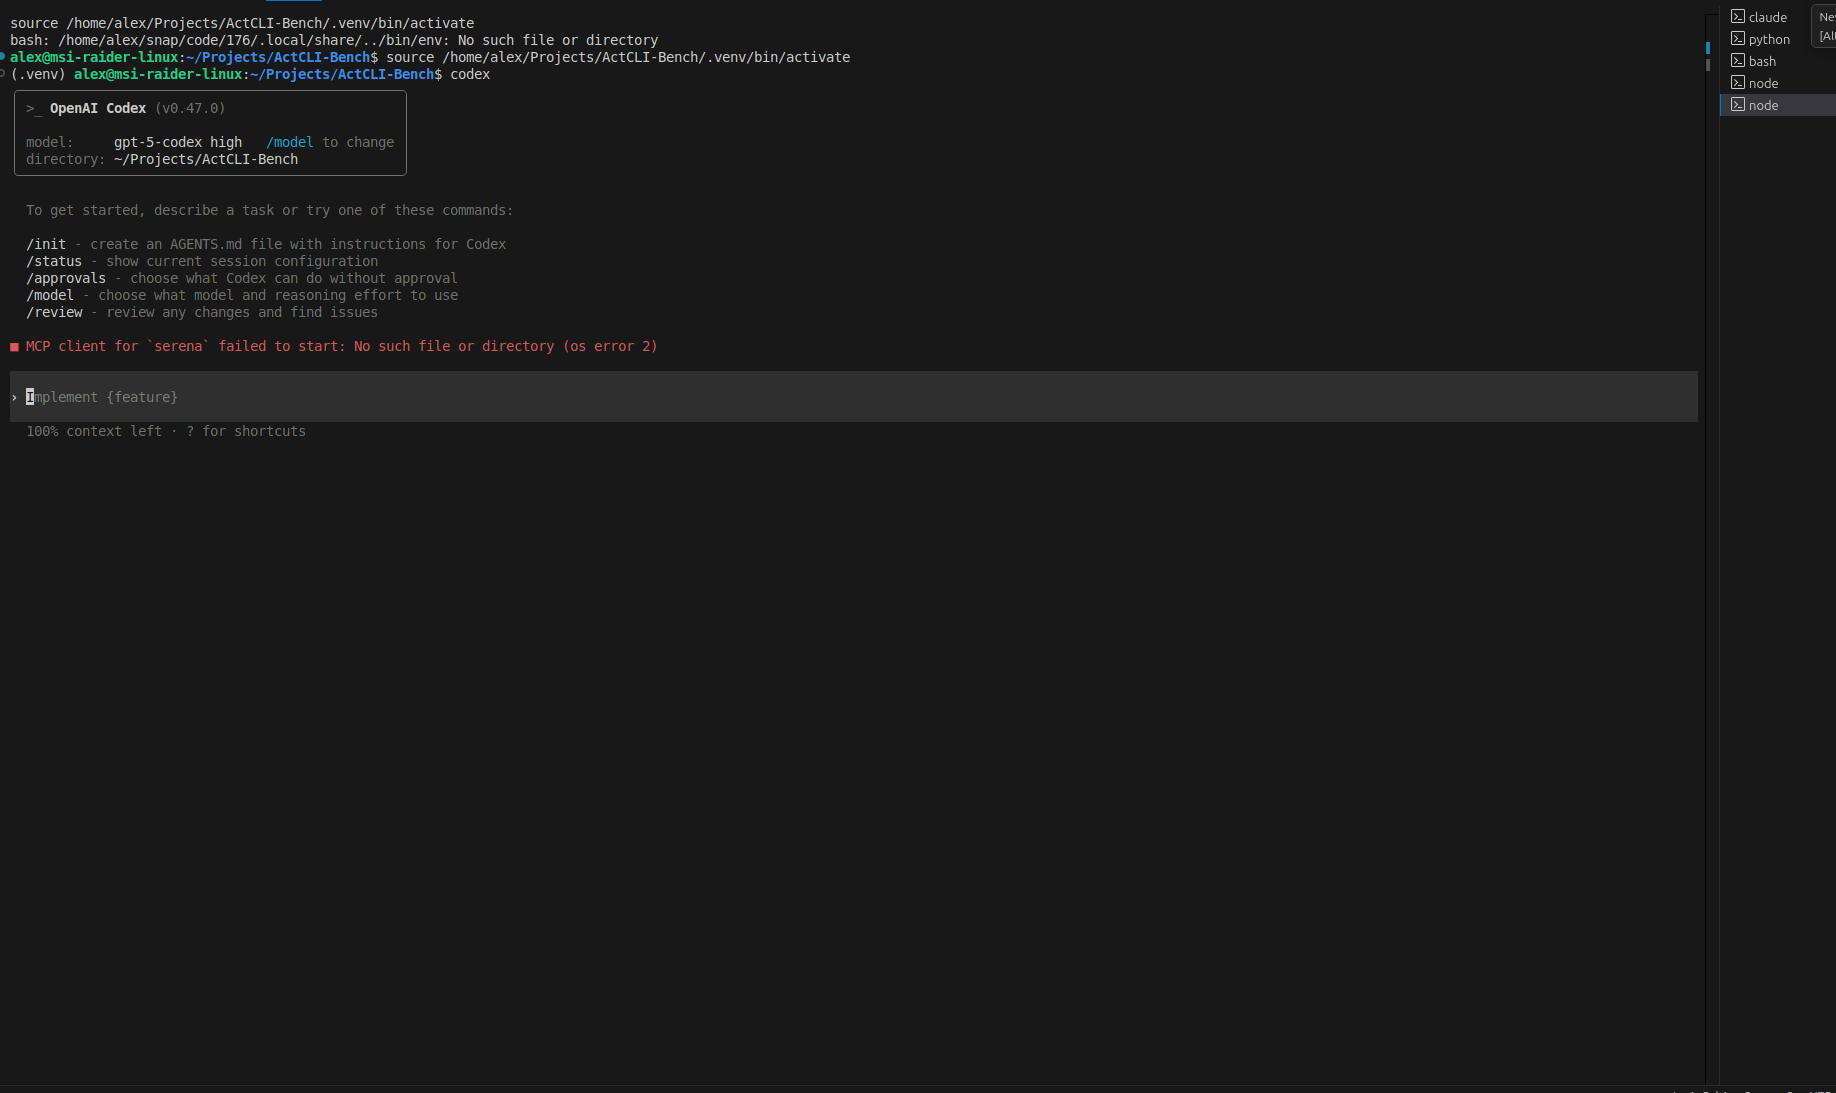 source /home/alex/Projects/ActCLI-Bench/.venv/bin/activate
bash: /home/alex/snap/code/176/.local/share/../bin/env: No such file or directory
alex@msi-raider-linux:~/Projects/ActCLI-Bench$ source /home/alex/Projects/ActCLI-Bench/.venv/bin/activate
(.venv) alex@msi-raider-linux:~/Projects/ActCLI-Bench$ codex
>_ OpenAI Codex (v0.47.0)
model:     gpt-5-codex high   /model to change
directory: ~/Projects/ActCLI-Bench
To get started, describe a task or try one of these commands:
/init - create an AGENTS.md file with instructions for Codex
/status - show current session configuration
/approvals - choose what Codex can do without approval
/model - choose what model and reasoning effort to use
/review - review any changes and find issues
■ MCP client for `serena` failed to start: No such file or directory (os error 2)
› Implement {feature}
100% context left · ? for shortcuts
claude
python
bash
node
node